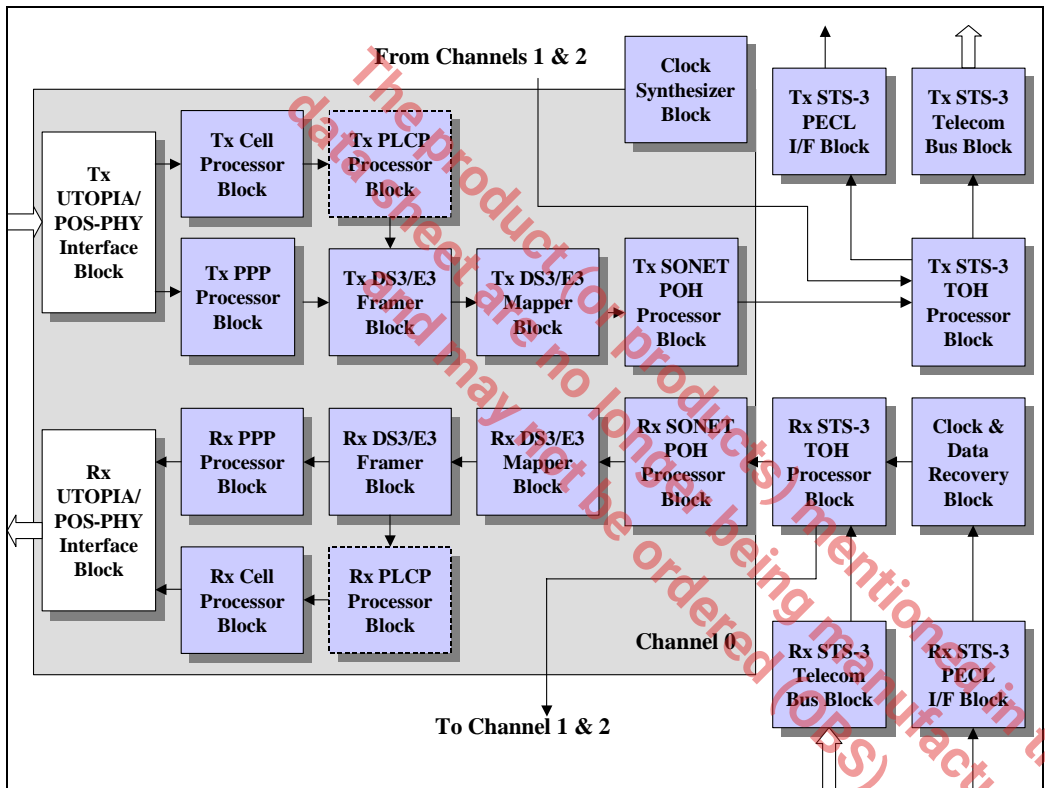 From Channels 1 & 2
Clock
Synthesizer
Block
Tx STS-3
PECL
I/F Block
Tx STS-3
Telecom
Bus Block
Tx
UTOPIA/
POS-PHY
Interface
Block
Tx Cell
Processor
Block
Tx PLCP
Processor
Block
Tx PPP
Processor
Block
Tx DS3/E3
Framer
Block
Tx DS3/E3
Mapper
Block
Tx SONET
POH
Processor
Block
Tx STS-3
TOH
Processor
Block
Rx
UTOPIA/
POS-PHY
Interface
Block
Rx PPP
Processor
Block
Rx DS3/E3
Framer
Block
Rx DS3/E3
Mapper
Block
Rx SONET
POH
Processor
Block
Rx STS-3
TOH
Processor
Block
Clock &
Data
Recovery
Block
Rx Cell
Processor
Block
Rx PLCP
Processor
Block
Channel 0
Rx STS-3
Telecom
Bus Block
Rx STS-3
PECL
I/F Block
To Channel 1 & 2
The product (or products) mentioned in t
data sheet are no longer being manufactu
and may not be ordered (OBS)